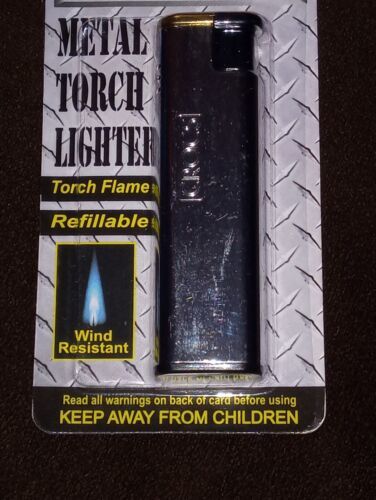 METAL
TORCH
LIGHTER
Torch Flame
Refillable
Wind
Resistant
Read all warnings on back of card before using
KEEP AWAY FROM CHILDREN